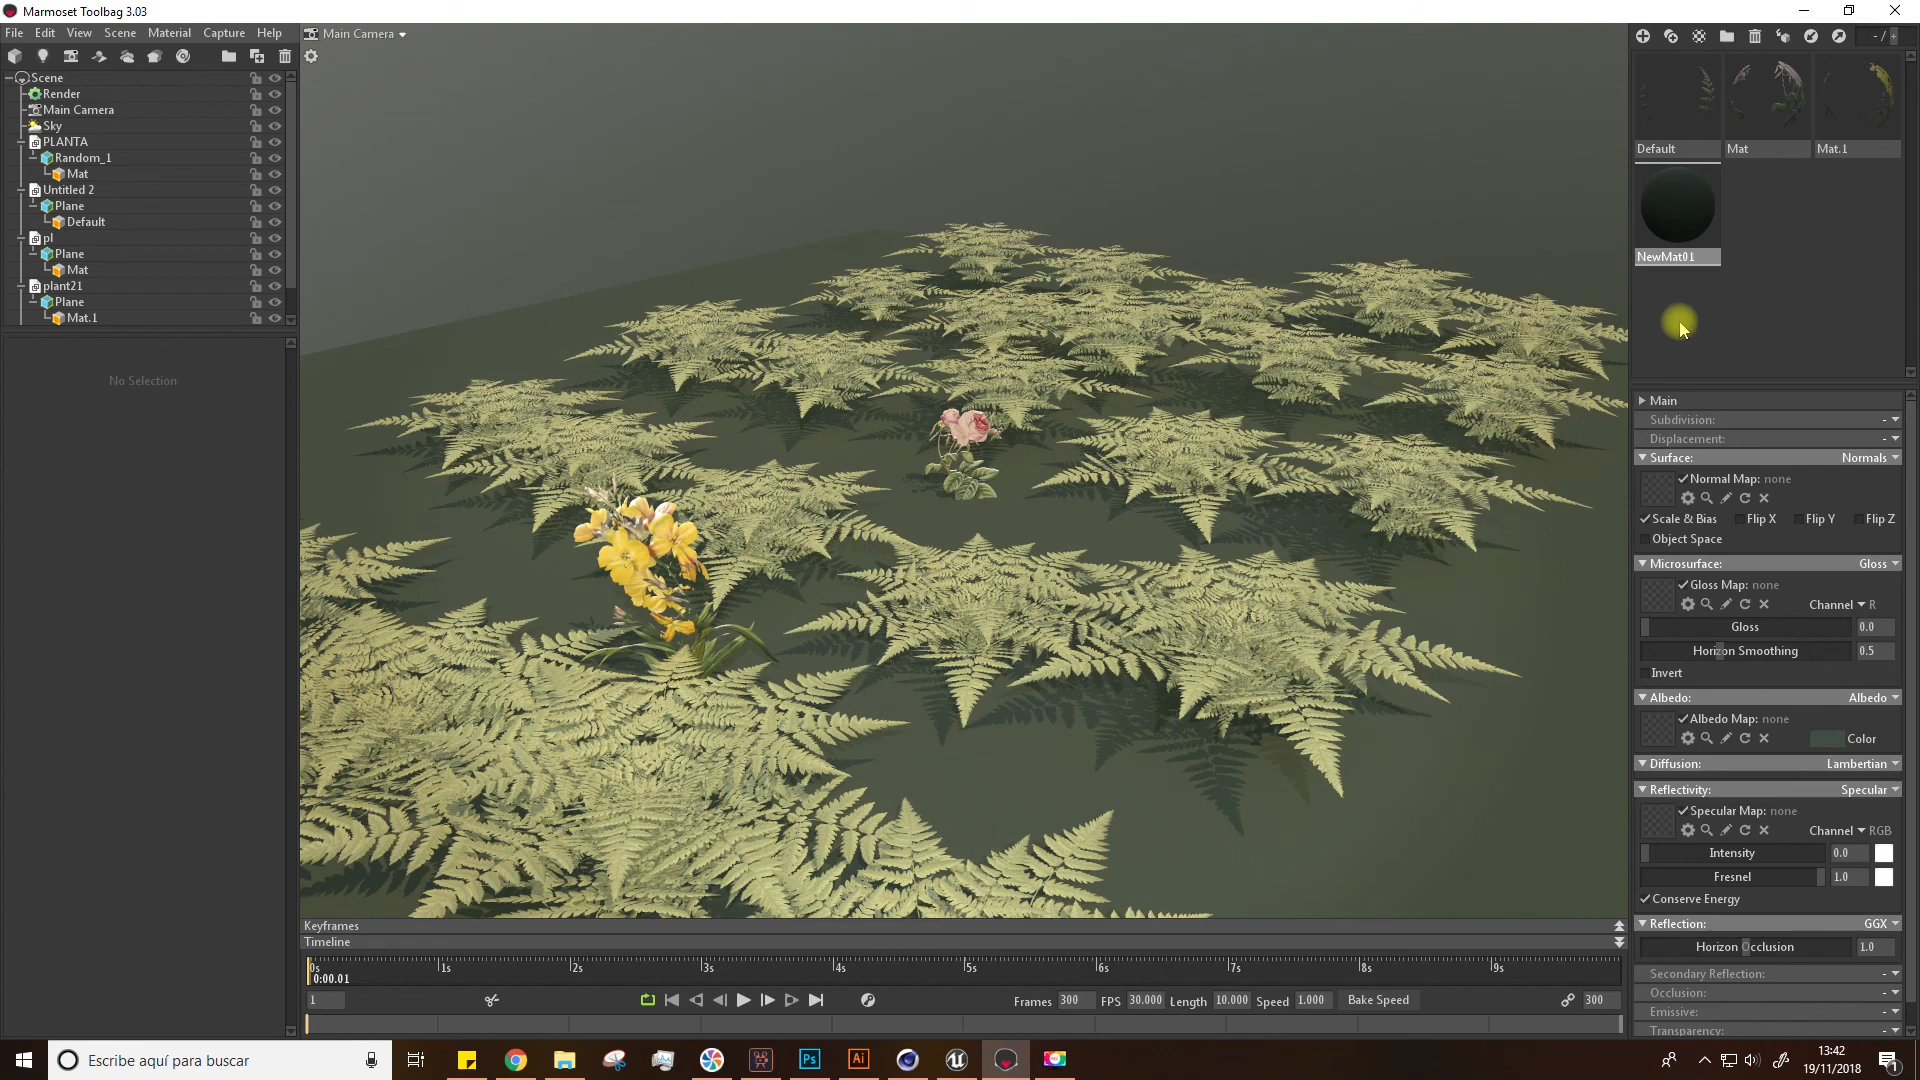 Marmoset Toolbag 3.03
File Edit View Scene Material Capture Help
Main Camera
- / +
Scene
Render
Main Camera
Sky
PLANTA
Random_1
Mat
Untitled 2
Plane
Default
pl
Plane
Mat
plant21
Plane
Mat.1
No Selection
Default Mat Mat.1
NewMat01
Main
Subdivision: -
Displacement: -
Surface: Normals
Normal Map: none
Scale & Bias Flip X Flip Y Flip Z
Object Space
Microsurface: Gloss
Gloss Map: none
Channel R
Gloss 0.0
Horizon Smoothing 0.5
Invert
Albedo: Albedo
Albedo Map: none
Color
Diffusion: Lambertian
Reflectivity: Specular
Specular Map: none
Channel RGB
Intensity 0.0
Fresnel 1.0
Conserve Energy
Reflection: GGX
Horizon Occlusion 1.0
Secondary Reflection: -
Occlusion: -
Emissive: -
Transparency: -
Keyframes
Timeline
0s 1s 2s 3s 4s 5s 6s 7s 8s 9s
0:00.01
1 Frames 300 FPS 30.000 Length 10.000 Speed 1.000 Bake Speed 300
Escribe aquí para buscar
Ps Ai
13:42
19/11/2018
1